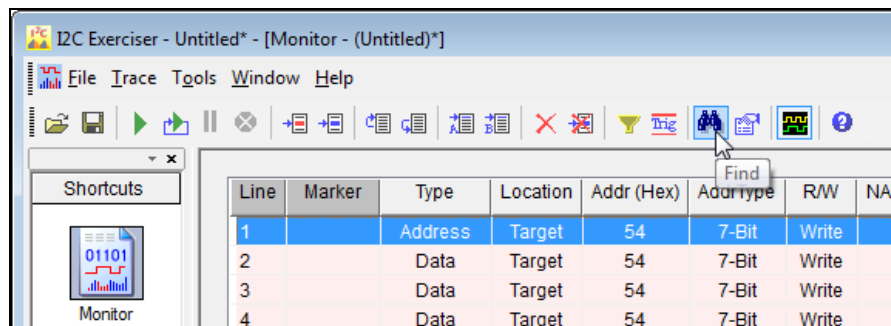 I2C Exerciser - Untitled* - [Monitor - (Untitled)*]
File Trace Tools Window Help
A B Trig ?
Find
Shortcuts
Line Marker Type Location Addr (Hex) AddrType R/W NA
1 Address Target 54 7-Bit Write
01101
2 Data Target 54 7-Bit Write
3 Data Target 54 7-Bit Write
Monitor
4 Data Target 54 7-Bit Write